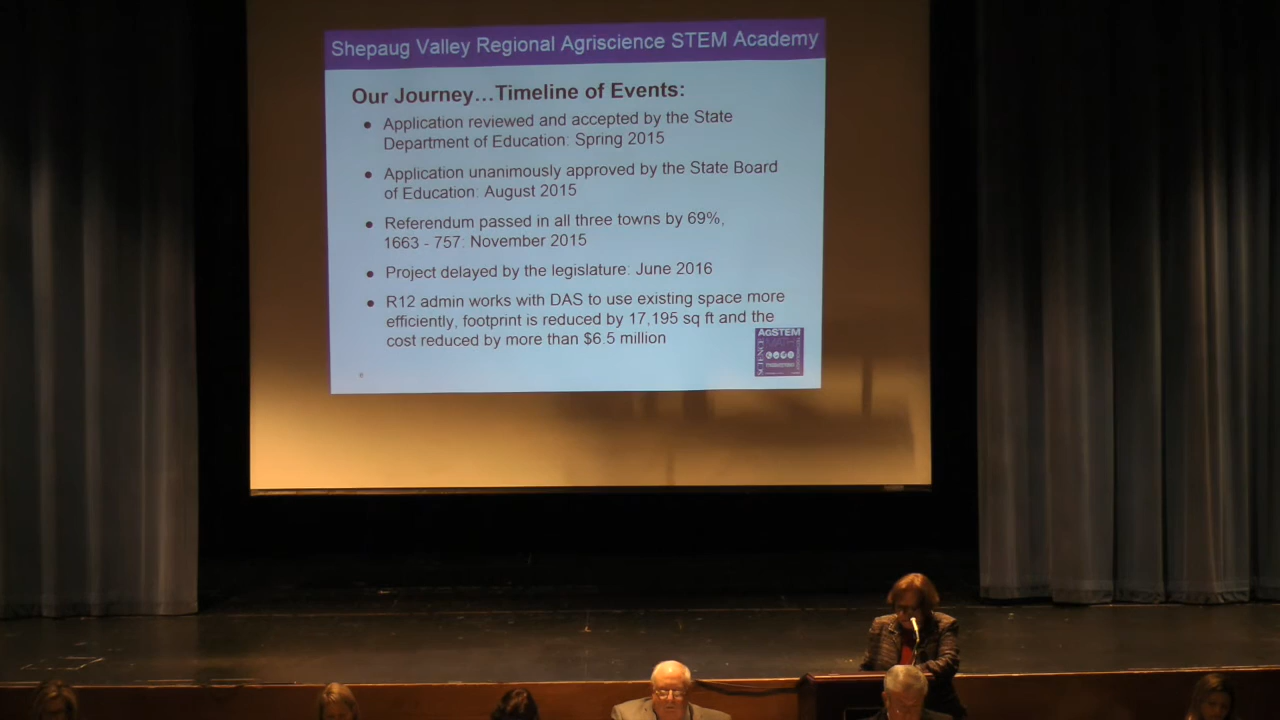 Shepaug Valley Regional Agriscience STEM Academy
Our Journey…Timeline of Events:
● Application reviewed and accepted by the State
Department of Education: Spring 2015
● Application unanimously approved by the State Board
of Education: August 2015
● Referendum passed in all three towns by 69%,
1663 - 757: November 2015
● Project delayed by the legislature: June 2016
● R12 admin works with DAS to use existing space more
efficiently, footprint is reduced by 17,195 sq ft and the
cost reduced by more than $6.5 million
AGSTEM
SCIENCE
MATH